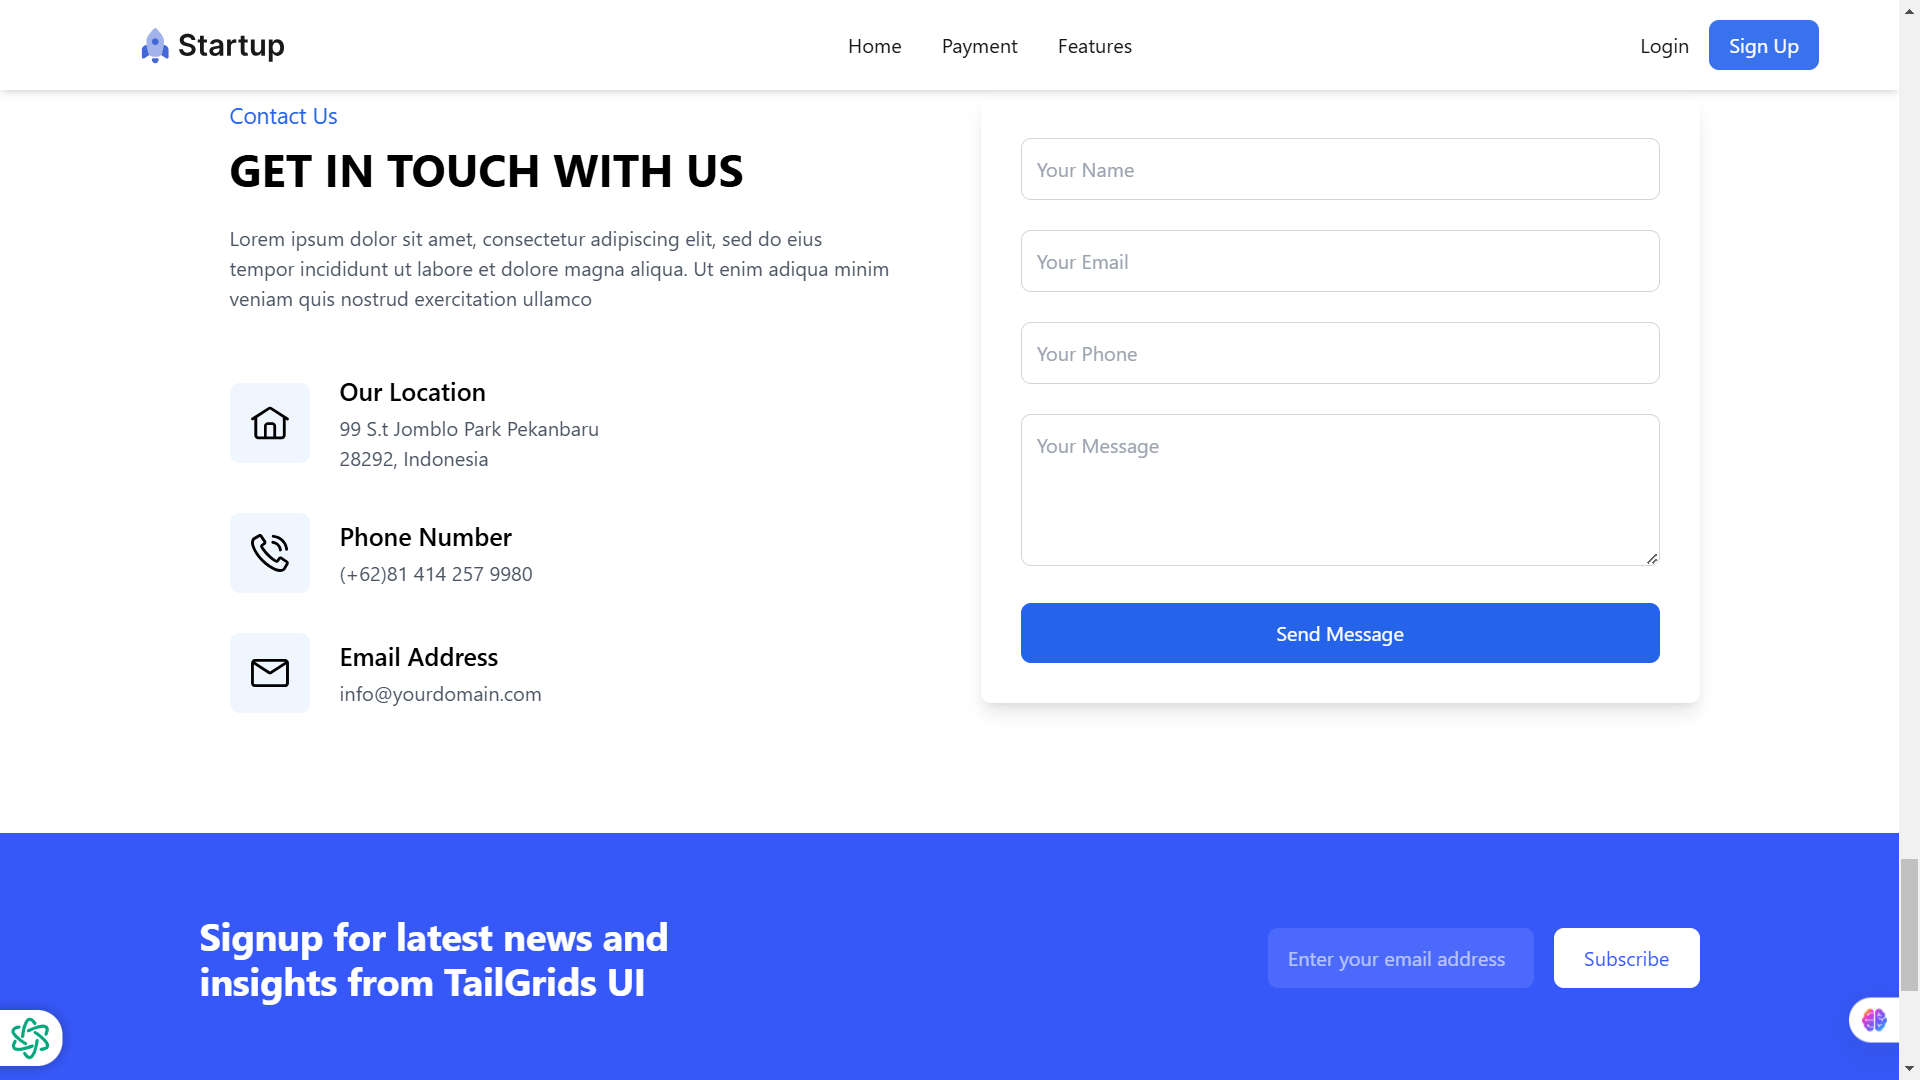 Startup
Home
Payment
Features
Login
Sign Up
Contact Us
GET IN TOUCH WITH US
Lorem ipsum dolor sit amet, consectetur adipiscing elit, sed do eius
tempor incididunt ut labore et dolore magna aliqua. Ut enim adiqua minim
veniam quis nostrud exercitation ullamco
Our Location
99 S.t Jomblo Park Pekanbaru
28292, Indonesia
Phone Number
(+62)81 414 257 9980
Email Address
info@yourdomain.com
Your Name
Your Email
Your Phone
Your Message
Send Message
Signup for latest news and
insights from TailGrids UI
Enter your email address
Subscribe